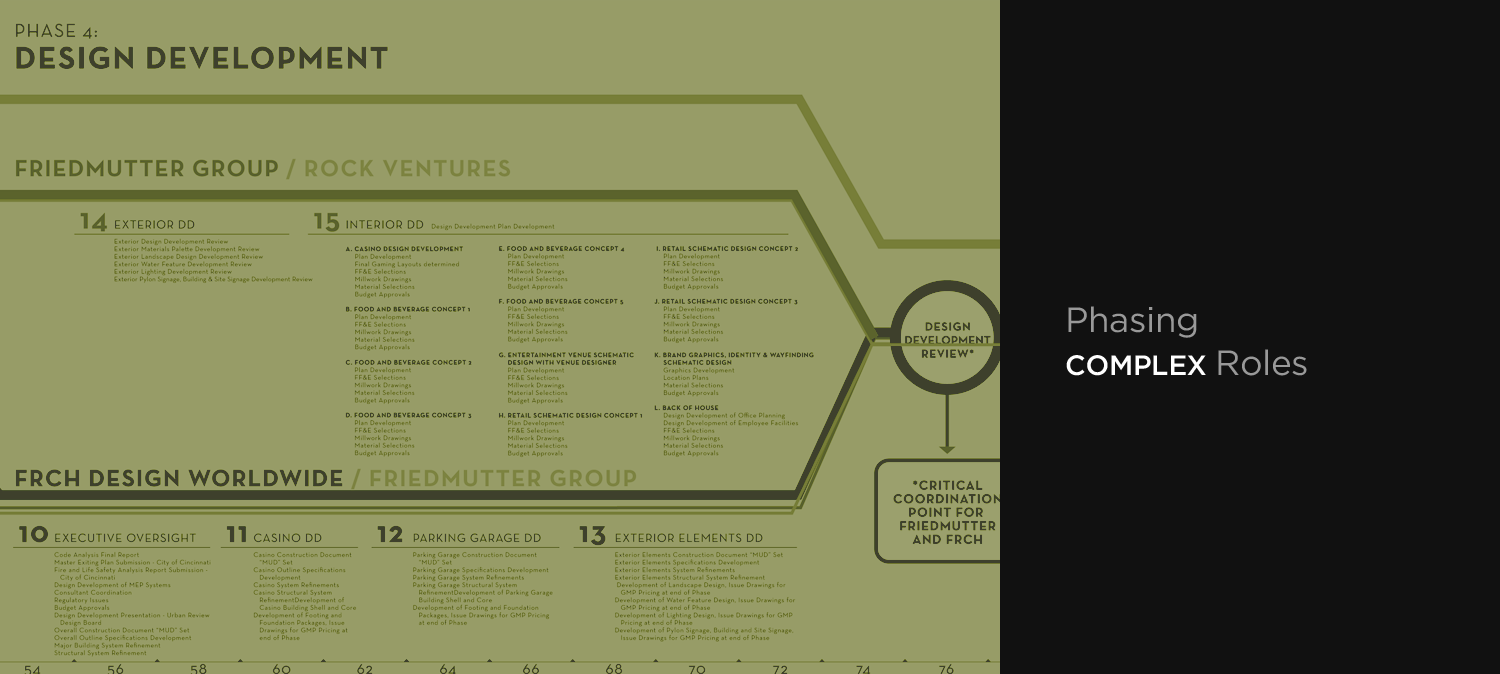 PHASE 4:
DESIGN DEVELOPMENT
FRIEDMUTTER GROUP / ROCK VENTURES
14 EXTERIOR DD
Exterior Design Development Review
Exterior Materials Palette Development Review
Exterior Landscape Design Development Review
Exterior Water Feature Development Review
Exterior Lighting Development Review
Exterior Pylon Signage, Building & Site Signage Development Review
15 INTERIOR DD Design Development Plan Development
A. CASINO DESIGN DEVELOPMENT
Plan Development
Final Gaming Layouts determined
FF&E Selections
Millwork Drawings
Material Selections
Budget Approvals
B. FOOD AND BEVERAGE CONCEPT 1
Plan Development
FF&E Selections
Millwork Drawings
Material Selections
Budget Approvals
C. FOOD AND BEVERAGE CONCEPT 2
Plan Development
FF&E Selections
Millwork Drawings
Material Selections
Budget Approvals
D. FOOD AND BEVERAGE CONCEPT 3
Plan Development
FF&E Selections
Millwork Drawings
Material Selections
Budget Approvals
E. FOOD AND BEVERAGE CONCEPT 4
Plan Development
FF&E Selections
Millwork Drawings
Material Selections
Budget Approvals
F. FOOD AND BEVERAGE CONCEPT 5
Plan Development
FF&E Selections
Millwork Drawings
Material Selections
Budget Approvals
G. ENTERTAINMENT VENUE SCHEMATIC
DESIGN WITH VENUE DESIGNER
Plan Development
FF&E Selections
Millwork Drawings
Material Selections
Budget Approvals
H. RETAIL SCHEMATIC DESIGN CONCEPT 1
Plan Development
FF&E Selections
Millwork Drawings
Material Selections
Budget Approvals
I. RETAIL SCHEMATIC DESIGN CONCEPT 2
Plan Development
FF&E Selections
Millwork Drawings
Material Selections
Budget Approvals
J. RETAIL SCHEMATIC DESIGN CONCEPT 3
Plan Development
FF&E Selections
Millwork Drawings
Material Selections
Budget Approvals
K. BRAND GRAPHICS, IDENTITY & WAYFINDING
SCHEMATIC DESIGN
Graphics Development
Location Plans
Material Selections
Budget Approvals
L. BACK OF HOUSE
Design Development of Office Planning
Design Development of Employee Facilities
FF&E Selections
Millwork Drawings
Material Selections
Budget Approvals
DESIGN
DEVELOPMENT
REVIEW*
*CRITICAL
COORDINATION
POINT FOR
FRIEDMUTTER
AND FRCH
FRCH DESIGN WORLDWIDE / FRIEDMUTTER GROUP
10 EXECUTIVE OVERSIGHT
Code Analysis Final Report
Master Exiting Plan Submission - City of Cincinnati
Fire and Life Safety Analysis Report Submission -
City of Cincinnati
Design Development of MEP Systems
Consultant Coordination
Regulatory Issues
Budget Approvals
Design Development Presentation - Urban Review
Design Board
Overall Construction Document "MUD" Set
Overall Outline Specifications Development
Major Building System Refinement
Structural System Refinement
11 CASINO DD
Casino Construction Document
"MUD" Set
Casino Outline Specifications
Development
Casino System Refinements
Casino Structural System
RefinementDevelopment of
Casino Building Shell and Core
Development of Footing and
Foundation Packages, Issue
Drawings for GMP Pricing at
end of Phase
12 PARKING GARAGE DD
Parking Garage Construction Document
"MUD" Set
Parking Garage Specifications Development
Parking Garage System Refinements
Parking Garage Structural System
RefinementDevelopment of Parking Garage
Building Shell and Core
Development of Footing and Foundation
Packages, Issue Drawings for GMP Pricing
at end of Phase
13 EXTERIOR ELEMENTS DD
Exterior Elements Construction Document "MUD" Set
Exterior Elements Specifications Development
Exterior Elements System Refinements
Exterior Elements Structural System Refinement
Development of Landscape Design, Issue Drawings for
GMP Pricing at end of Phase
Development of Water Feature Design, Issue Drawings for
GMP Pricing at end of Phase
Development of Lighting Design, Issue Drawings for GMP
Pricing at end of Phase
Development of Pylon Signage, Building and Site Signage,
Issue Drawings for GMP Pricing at end of Phase
54 56 58 60 62 64 66 68 70 72 74 76
Phasing
COMPLEX Roles